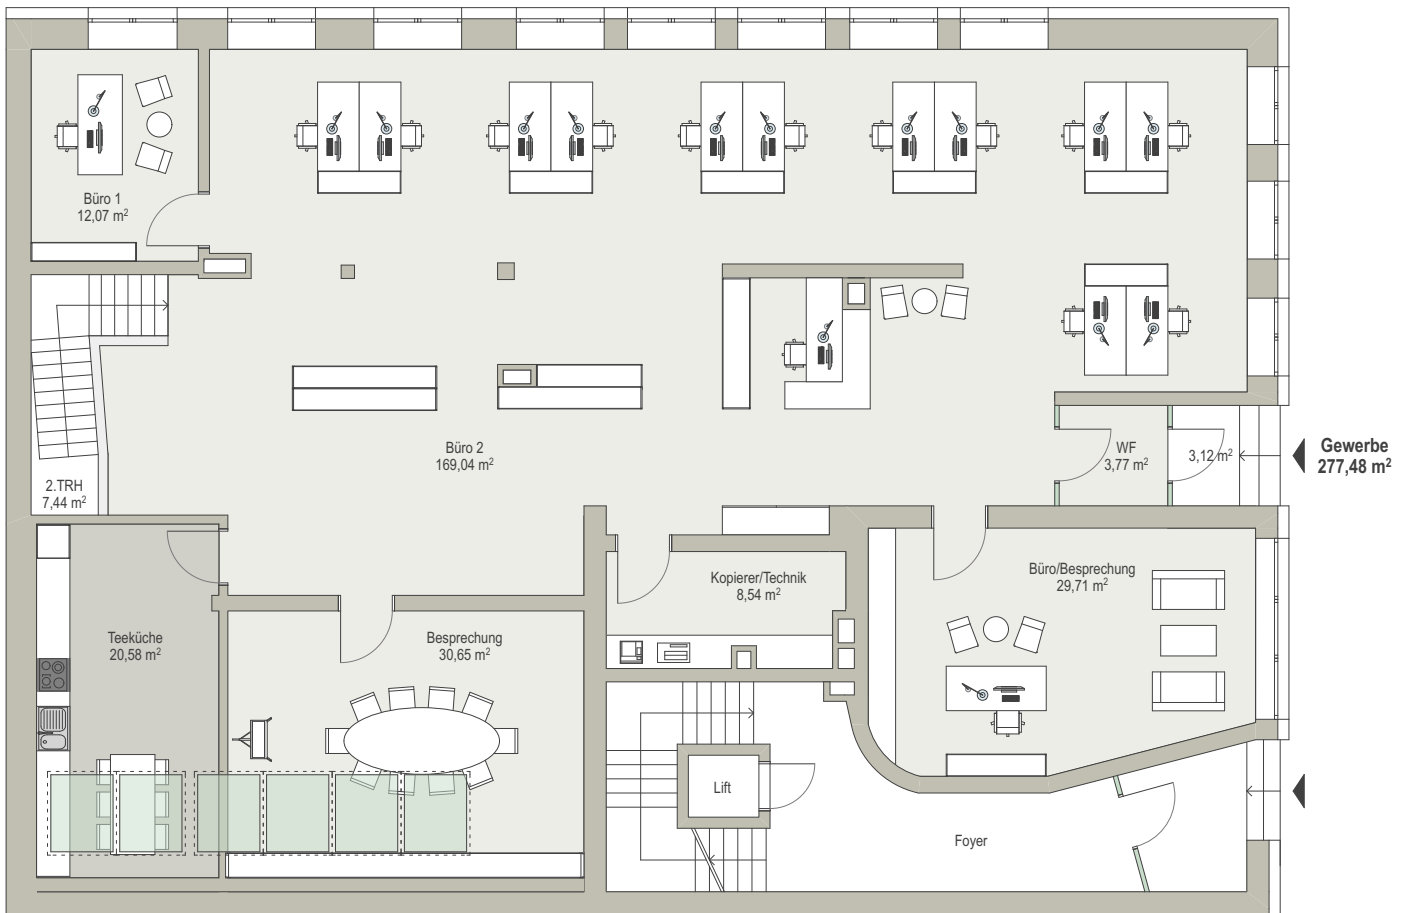 Büro 1
12,07 m²
Büro 2
169,04 m²
WF
3,77 m²
3,12 m²
Gewerbe
277,48 m²
2.TRH
7,44 m²
Kopierer/Technik
8,54 m²
Büro/Besprechung
29,71 m²
Teeküche
20,58 m²
Besprechung
30,65 m²
Lift
Foyer